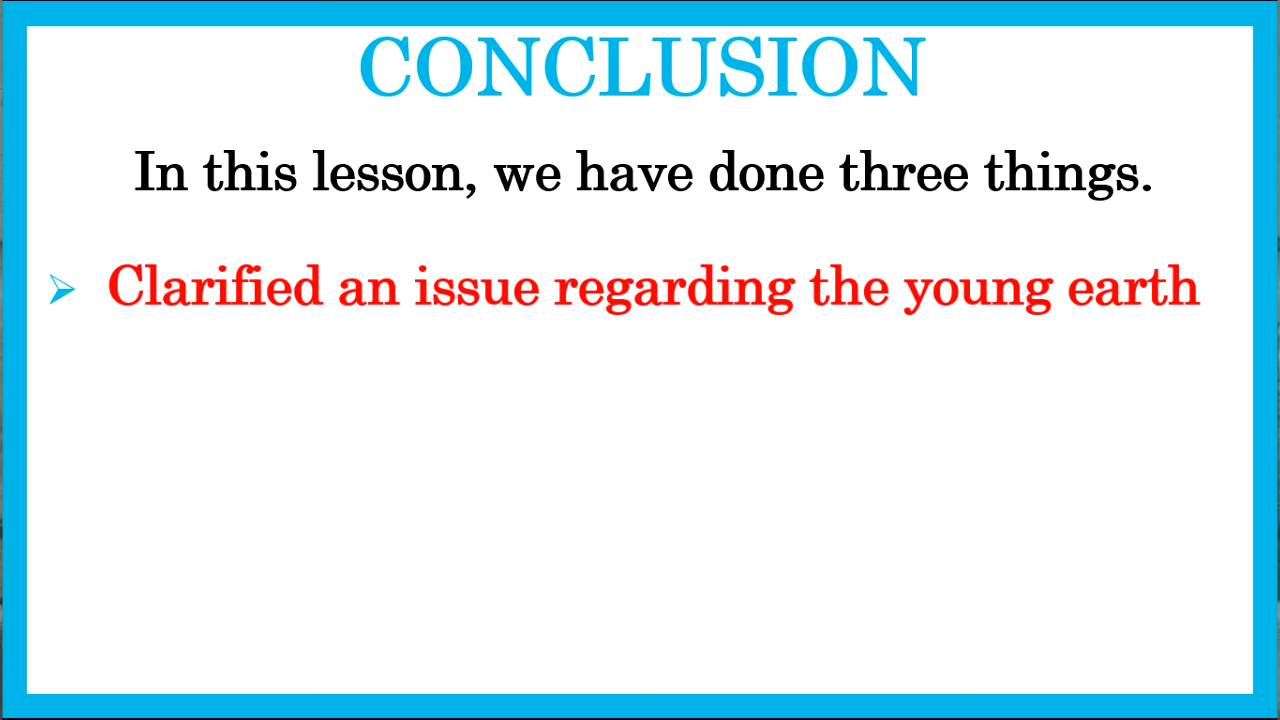 CONCLUSION
In this lesson, we have done three things.
Clarified an issue regarding the young earth